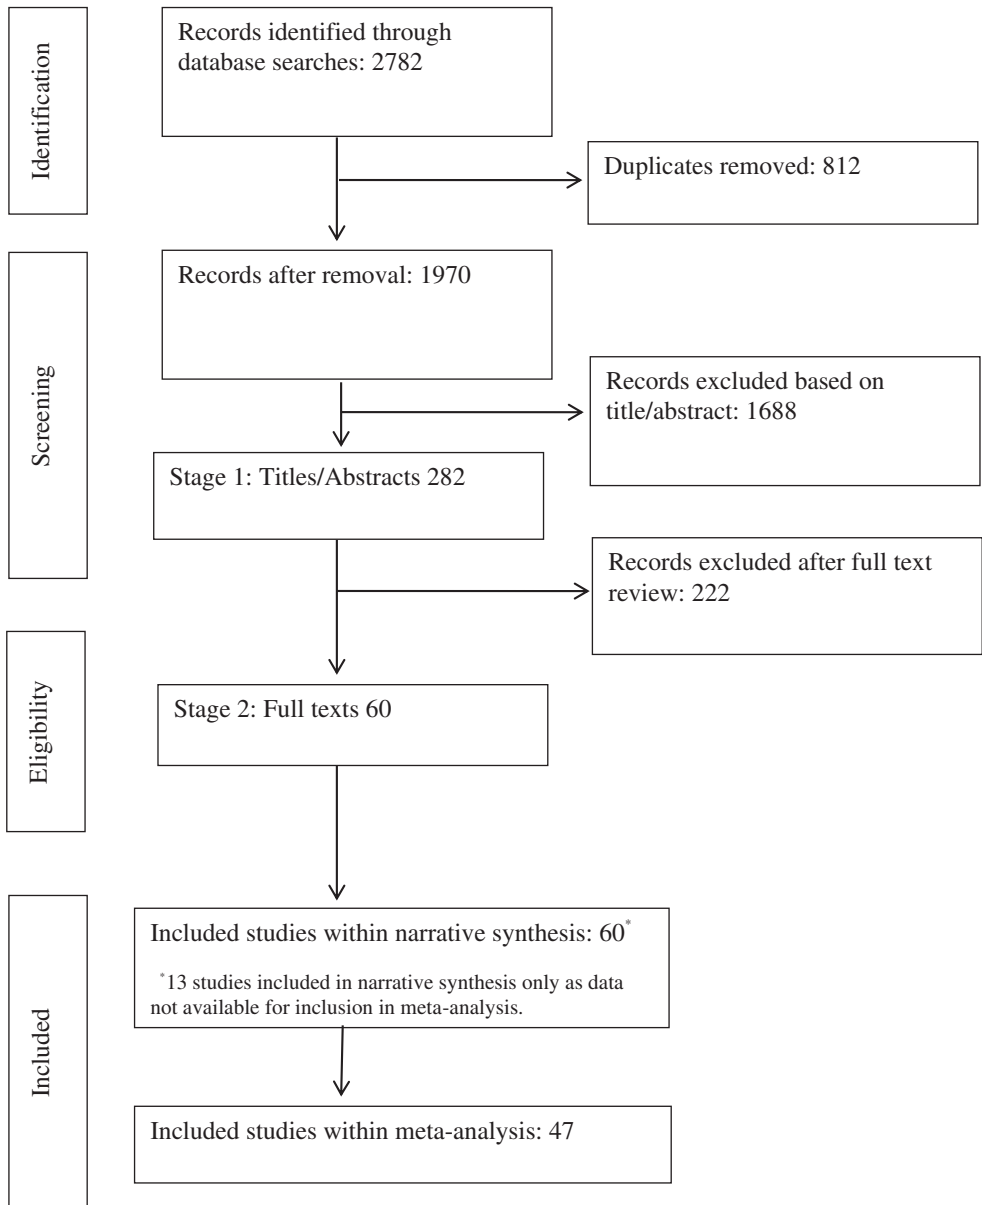 Identification
Records identified through
database searches: 2782
Duplicates removed: 812
Screening
Records after removal: 1970
Records excluded based on
title/abstract: 1688
Stage 1: Titles/Abstracts 282
Records excluded after full text
review: 222
Eligibility
Stage 2: Full texts 60
Included
Included studies within narrative synthesis: 60*
*13 studies included in narrative synthesis only as data
not available for inclusion in meta-analysis.
Included studies within meta-analysis: 47